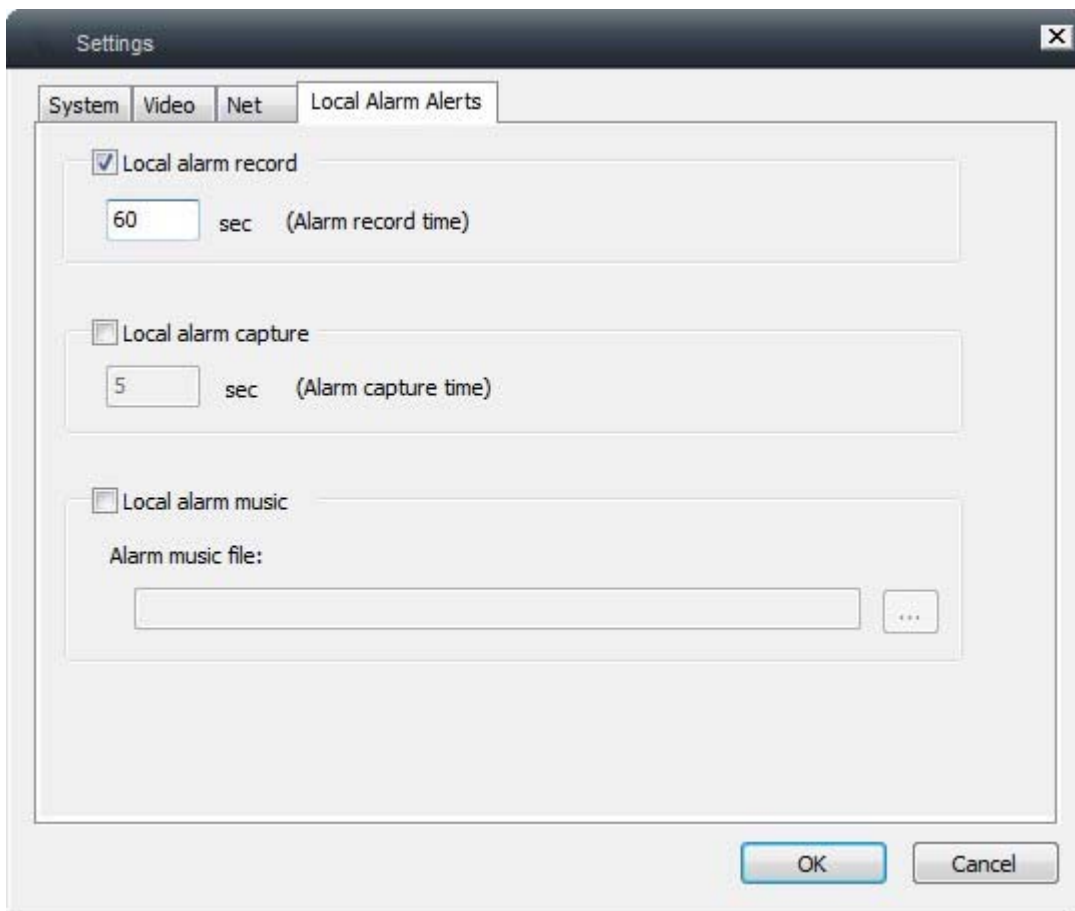 Settings
System Video Net Local Alarm Alerts
Local alarm record
60 sec (Alarm record time)
Local alarm capture
5 sec (Alarm capture time)
Local alarm music
Alarm music file:
...
OK Cancel